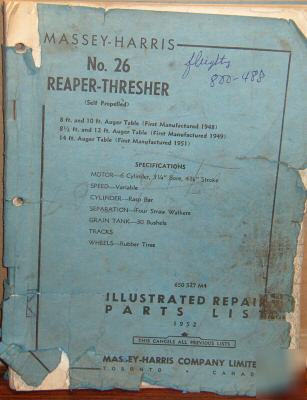 MASSEY-HARRIS
No. 26
REAPER-THRESHER
(Self Propelled)
flights
800-488
8 ft. and 10 ft. Auger Table (First Manufactured 1948)
8½ ft. and 12 ft. Auger Table (First Manufactured 1949)
14 ft. Auger Table (First Manufactured 1951)
SPECIFICATIONS
MOTOR—6 Cylinder, 3¼" Bore, 4⅜" Stroke
SPEED—Variable
CYLINDER—Rasp Bar
SEPARATION—Four Straw Walkers
GRAIN TANK—50 Bushels
TRACKS
WHEELS—Rubber Tires
650 527 M4
ILLUSTRATED REPAIR
PARTS LIST
1952
THIS CANCELS ALL PREVIOUS LISTS
MASSEY-HARRIS COMPANY LIMITE
TORONTO - CANAD